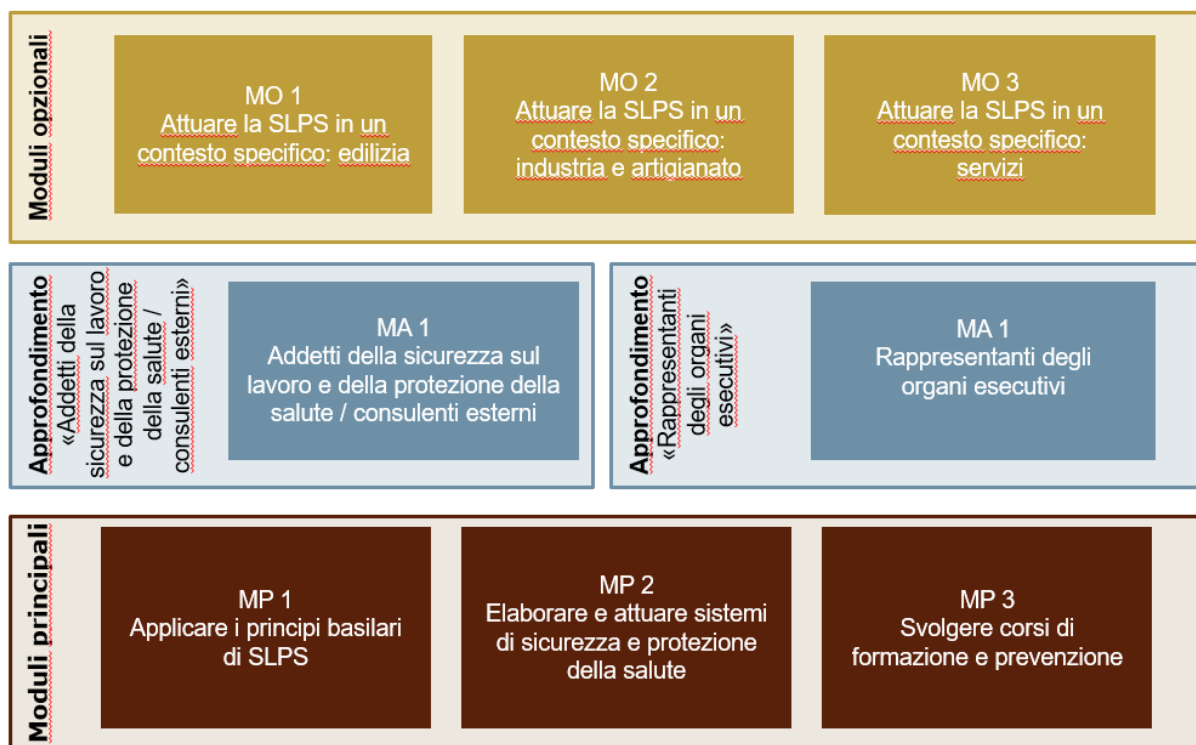 Moduli opzionali
MO 1
Attuare la SLPS in un
contesto specifico: edilizia
MO 2
Attuare la SLPS in un
contesto specifico:
industria e artigianato
MO 3
Attuare la SLPS in un
contesto specifico:
servizi
Approfondimento
«Addetti della
sicurezza sul lavoro
e della protezione
della salute /
consulenti esterni»
MA 1
Addetti della sicurezza sul
lavoro e della protezione della
salute / consulenti esterni
Approfondimento
«Rappresentanti
degli organi
esecutivi»
MA 1
Rappresentanti degli
organi esecutivi
Moduli principali
MP 1
Applicare i principi basilari
di SLPS
MP 2
Elaborare e attuare sistemi
di sicurezza e protezione
della salute
MP 3
Svolgere corsi di
formazione e prevenzione